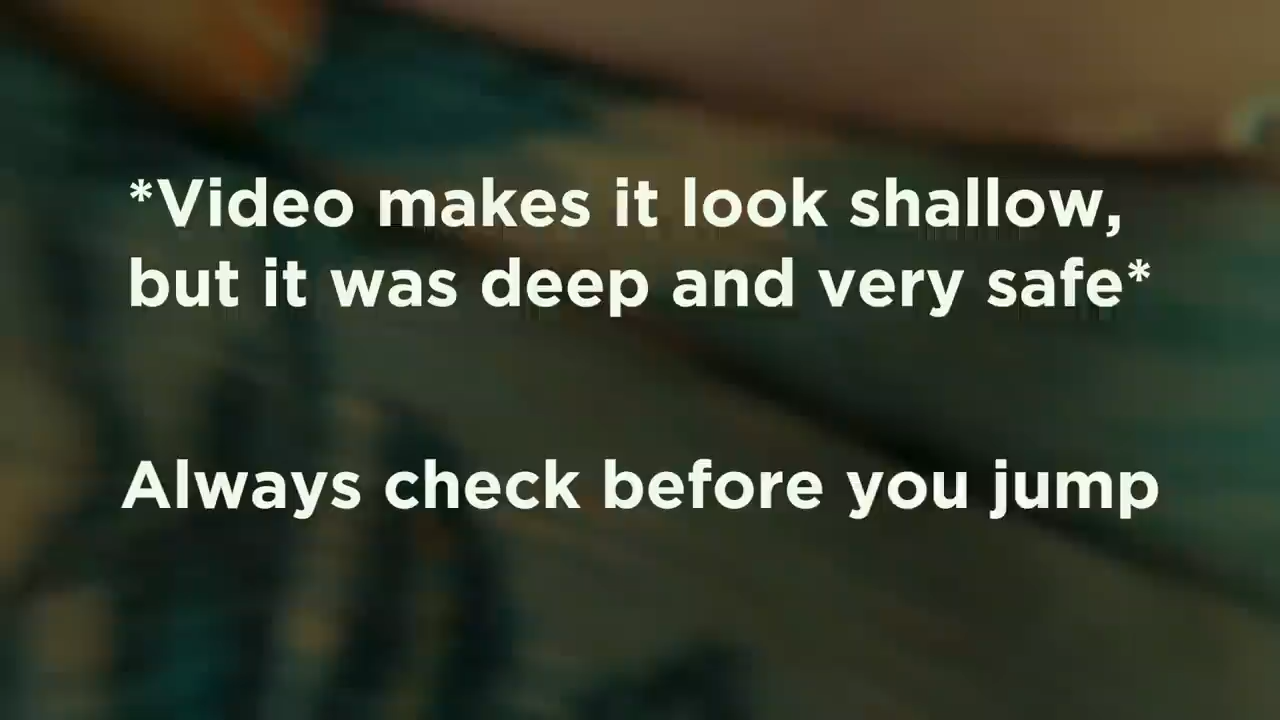 *Video makes it look shallow,
but it was deep and very safe*
Always check before you jump